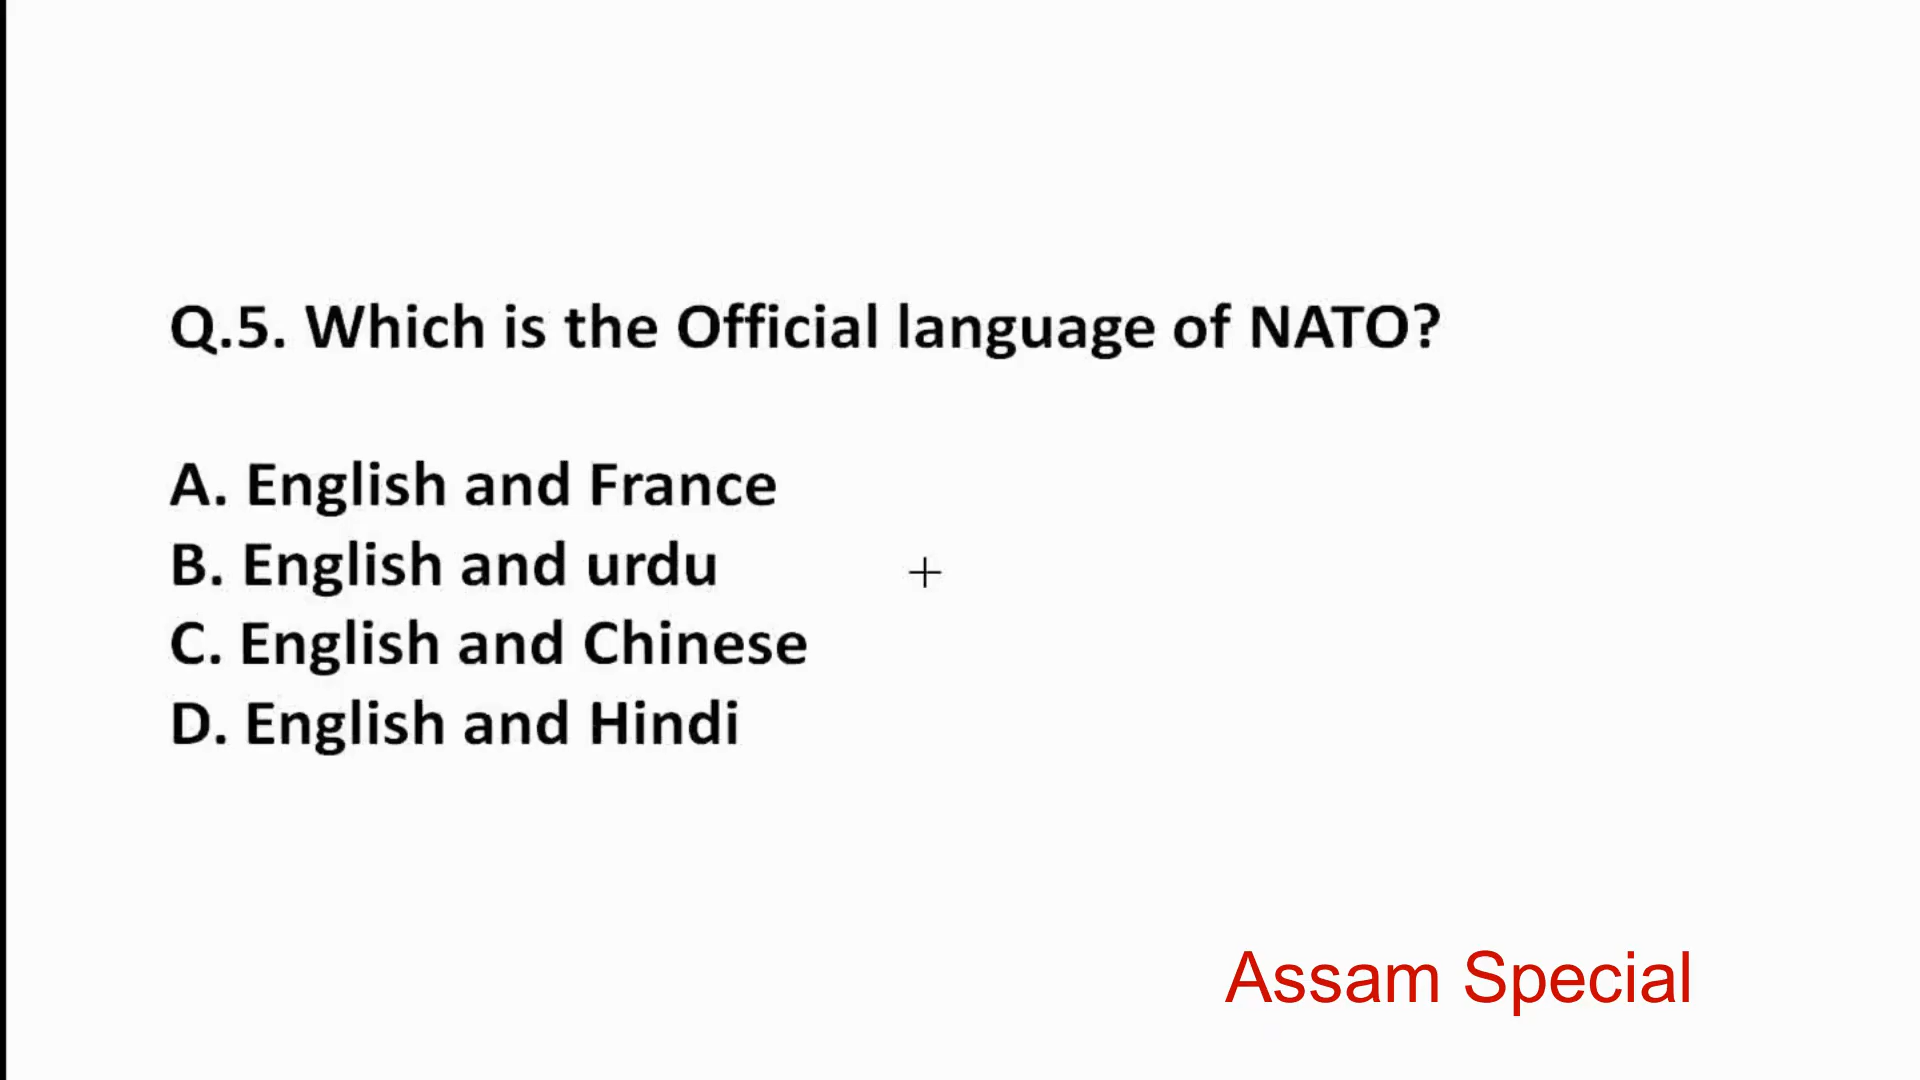 Q.5. Which is the Official language of NATO?
A. English and France
B. English and urdu
C. English and Chinese
D. English and Hindi
Assam Special